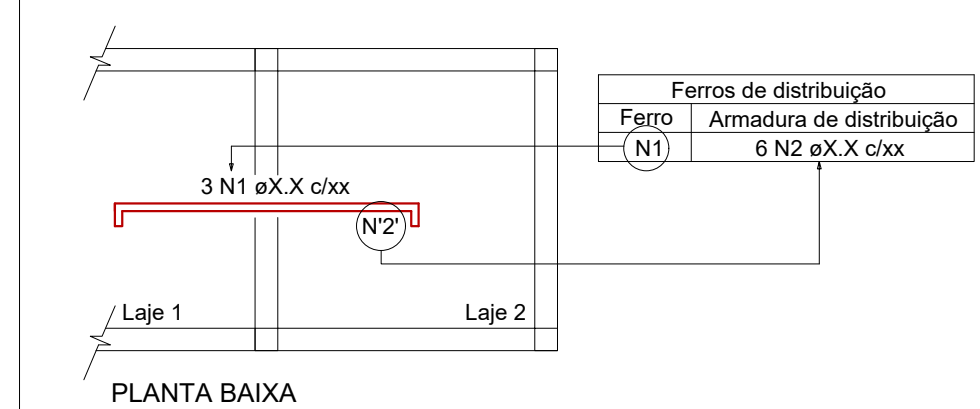 Ferros de distribuição
Ferro Armadura de distribuição
N1 6 N2 øX.X c/xx
3 N1 øX.X c/xx
N'2'
Laje 1 Laje 2
PLANTA BAIXA